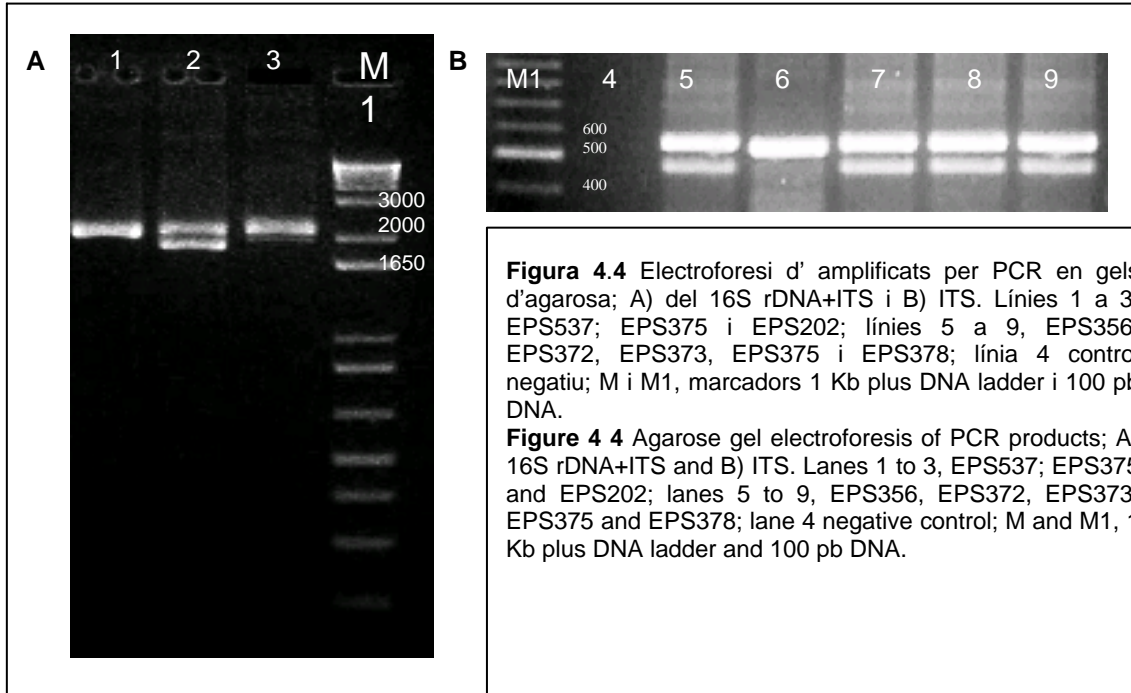 A
1 2 3 M
1
3000
2000
1650
B
M1 4 5 6 7 8 9
600
500
400
Figura 4.4 Electroforesi d' amplificats per PCR en gels
d'agarosa; A) del 16S rDNA+ITS i B) ITS. Línies 1 a 3
EPS537; EPS375 i EPS202; línies 5 a 9, EPS356
EPS372, EPS373, EPS375 i EPS378; línia 4 contro
negatiu; M i M1, marcadors 1 Kb plus DNA ladder i 100 pb
DNA.
Figure 4 4 Agarose gel electroforesis of PCR products; A
16S rDNA+ITS and B) ITS. Lanes 1 to 3, EPS537; EPS375
and EPS202; lanes 5 to 9, EPS356, EPS372, EPS373
EPS375 and EPS378; lane 4 negative control; M and M1, 1
Kb plus DNA ladder and 100 pb DNA.